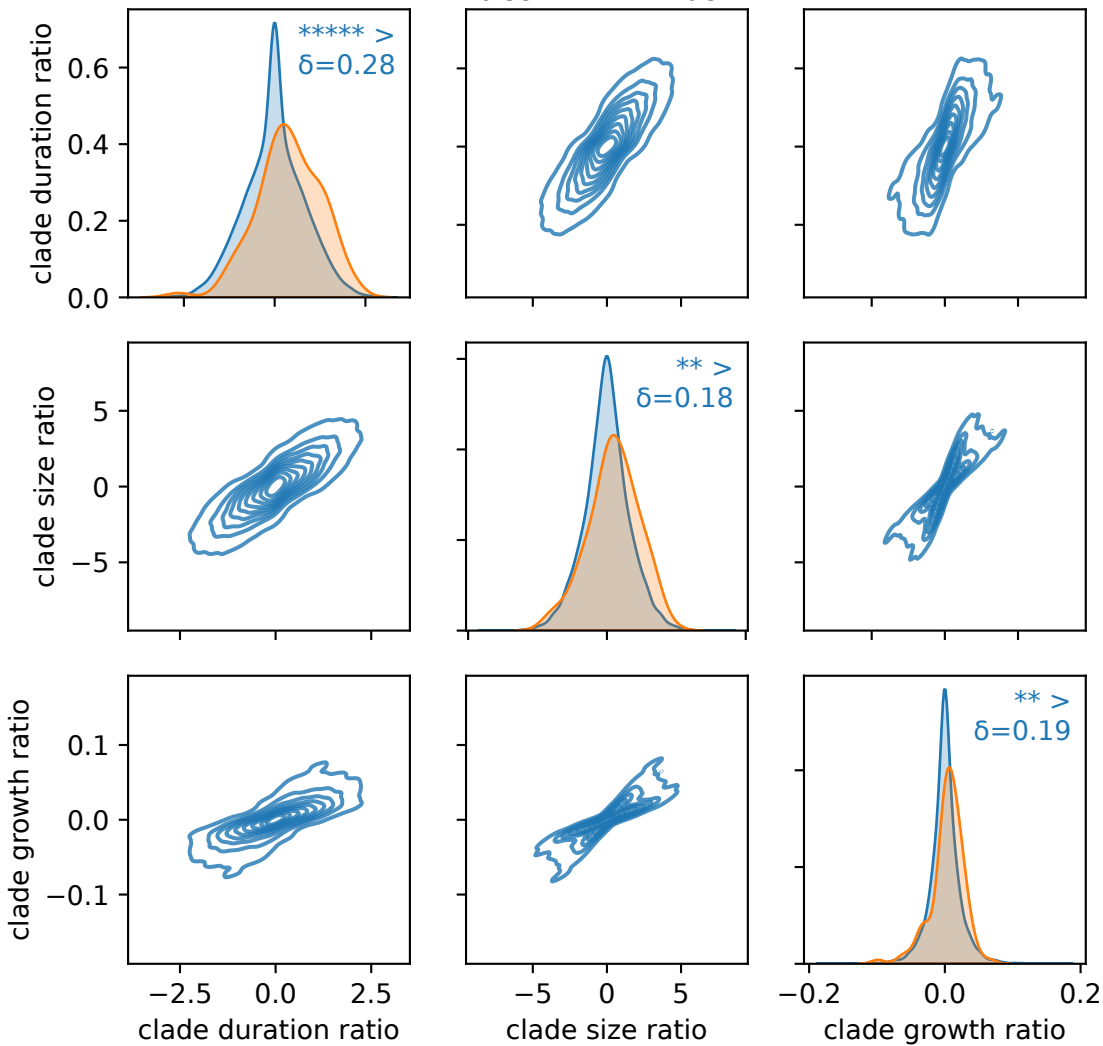 ***** >
δ=0.28
clade duration ratio
0.6
0.4
0.2
0.0
** >
δ=0.18
clade size ratio
5
0
−5
** >
δ=0.19
clade growth ratio
0.1
0.0
−0.1
−2.5 0.0 2.5
−5 0 5
−0.2 0.0 0.2
clade duration ratio
clade size ratio
clade growth ratio